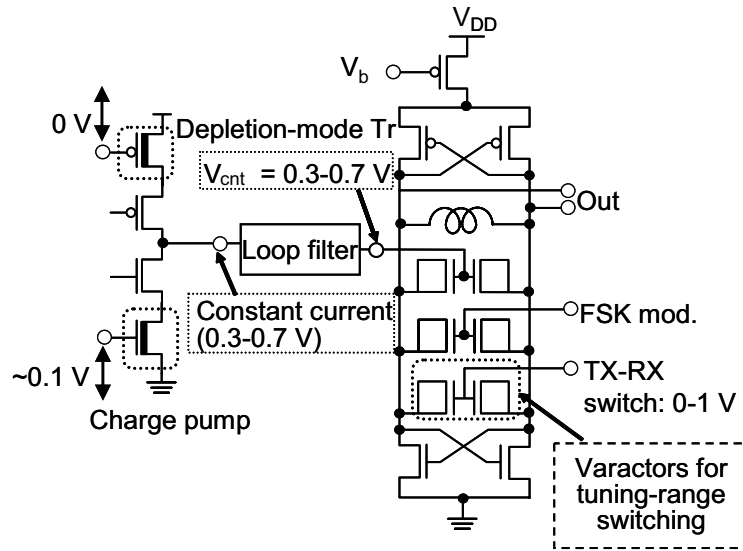 VDD
Vb
0 V
Depletion-mode Tr
Vcnt = 0.3-0.7 V
Out
Loop filter
Constant current
(0.3-0.7 V)
FSK mod.
~0.1 V
TX-RX
switch: 0-1 V
Charge pump
Varactors for
tuning-range
switching